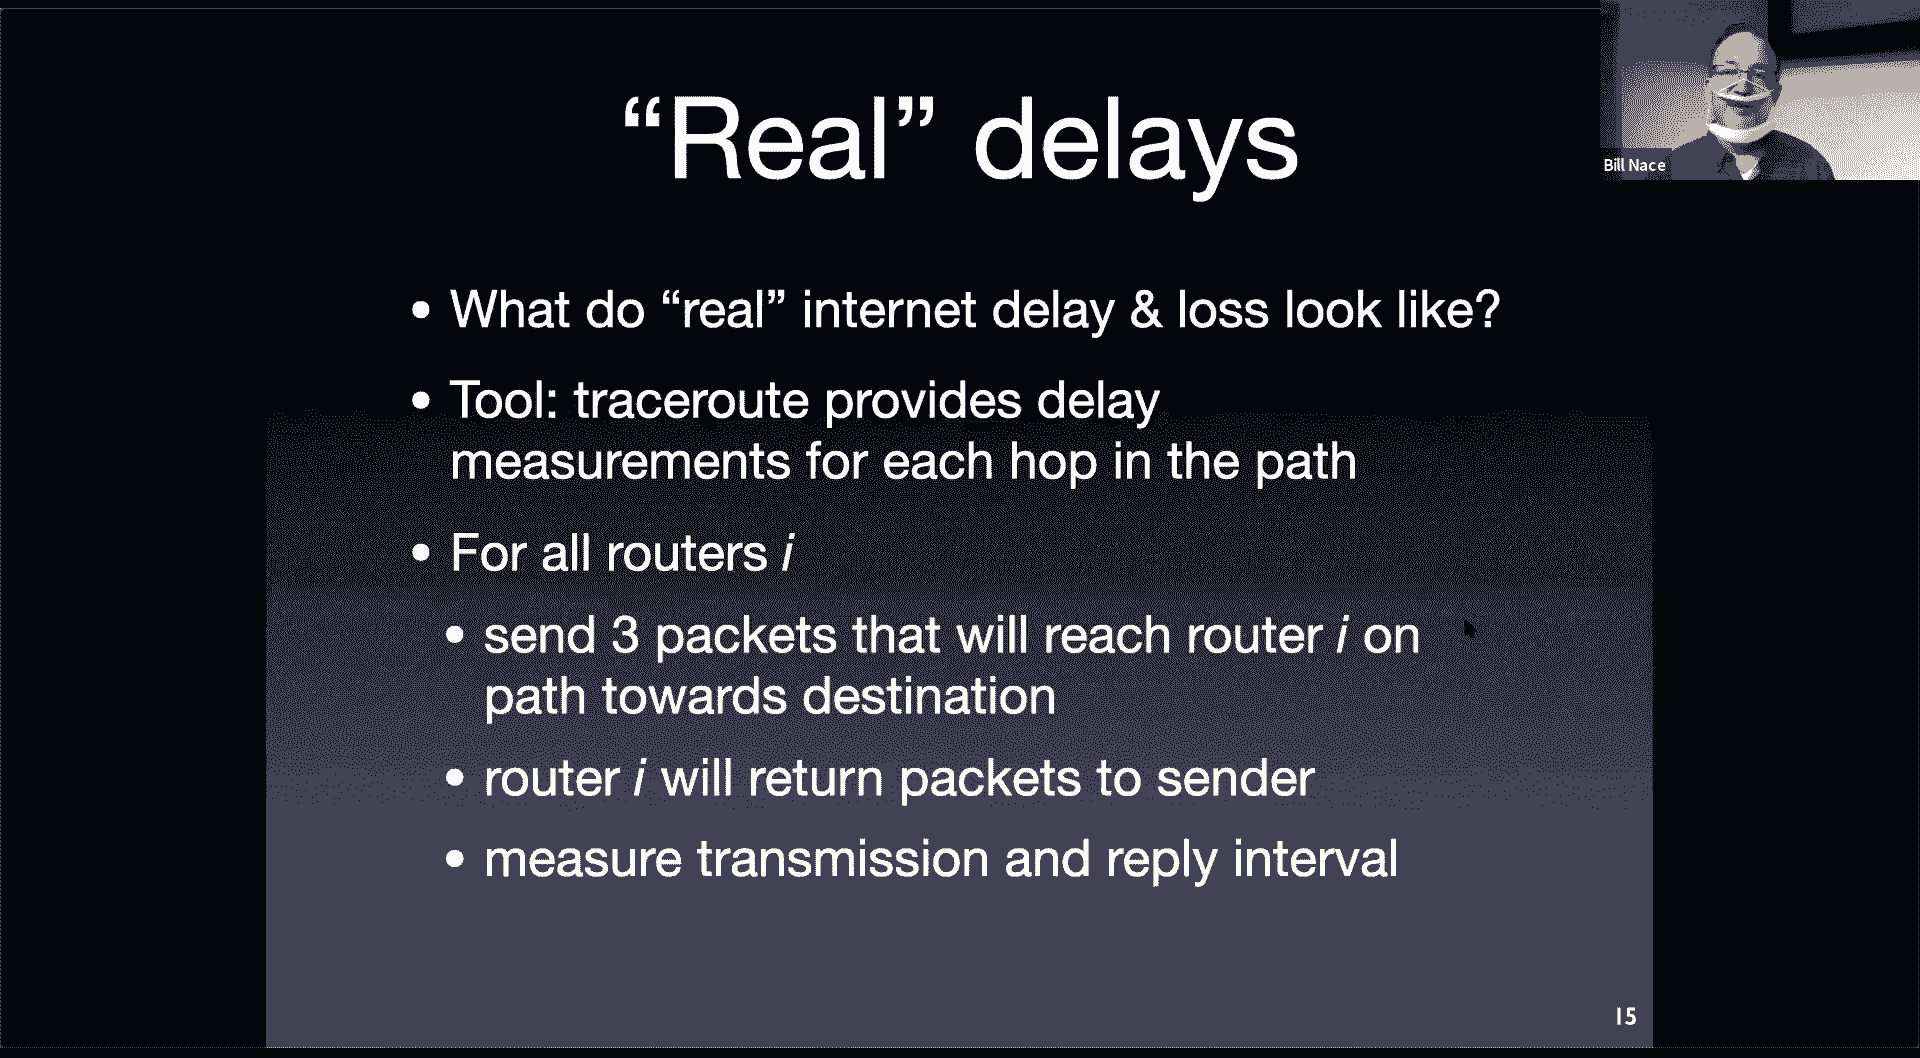 “Real” delays
Bill Nace
• What do “real” internet delay & loss look like?
• Tool: traceroute provides delay
measurements for each hop in the path
• For all routers i
• send 3 packets that will reach router i on
path towards destination
• router i will return packets to sender
• measure transmission and reply interval
15